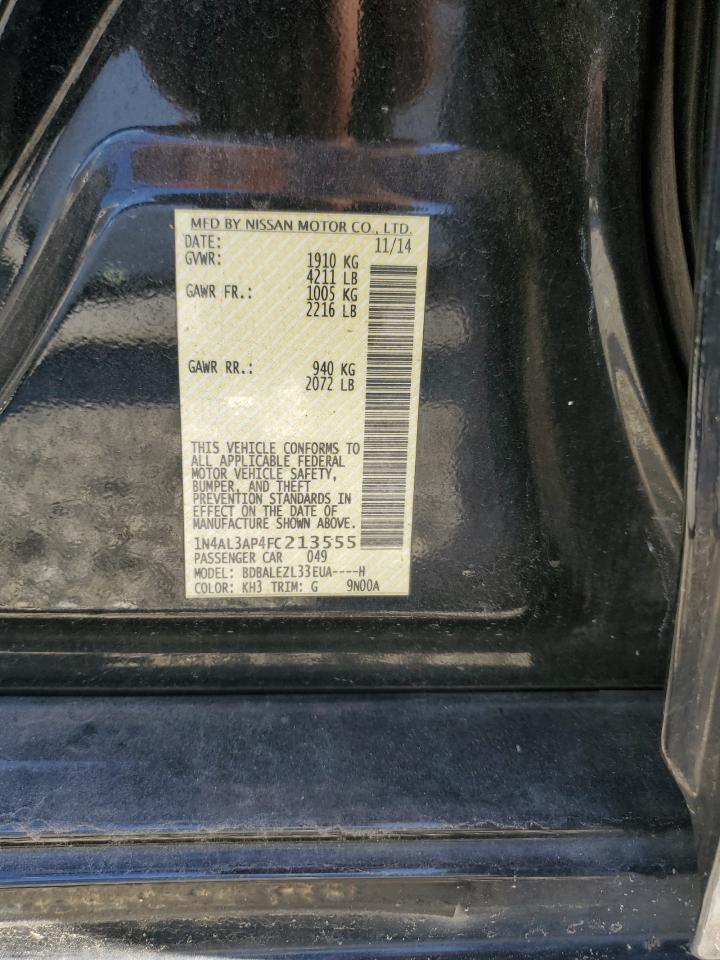 MFD BY NISSAN MOTOR CO., LTD.
DATE: 11/14
GVWR: 1910 KG
4211 LB
GAWR FR.: 1005 KG
2216 LB
GAWR RR.: 940 KG
2072 LB
THIS VEHICLE CONFORMS TO
ALL APPLICABLE FEDERAL
MOTOR VEHICLE SAFETY,
BUMPER, AND THEFT
PREVENTION STANDARDS IN
EFFECT ON THE DATE OF
MANUFACTURE SHOWN ABOVE.
1N4AL3AP4FC213555
PASSENGER CAR 049
MODEL: BDBALEZL33EUA----H
COLOR: KH3 TRIM: G 9N00A